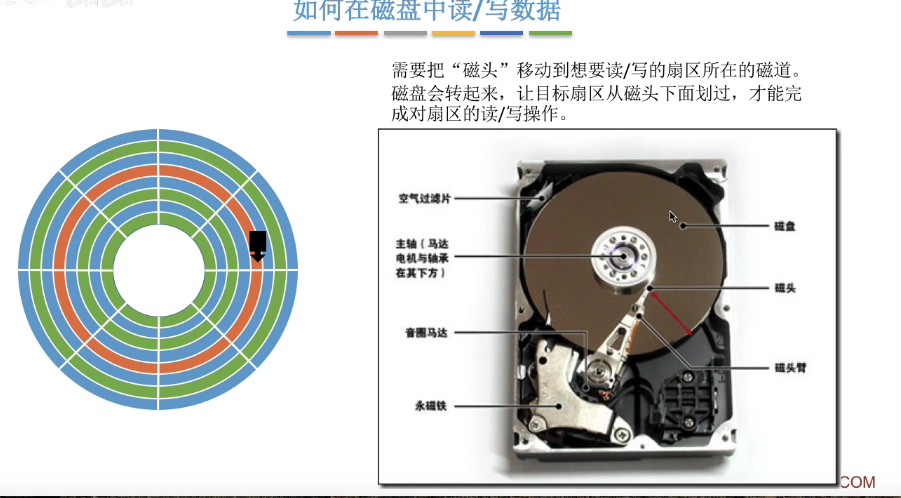 如何在磁盘中读/写数据
需要把“磁头”移动到想要读/写的扇区所在的磁道。
磁盘会转起来，让目标扇区从磁头下面划过，才能完
成对扇区的读/写操作。
空气过滤片
主轴（马达
电机与轴承
在其下方）
音圈马达
永磁铁
磁盘
磁头
磁头臂
.COM